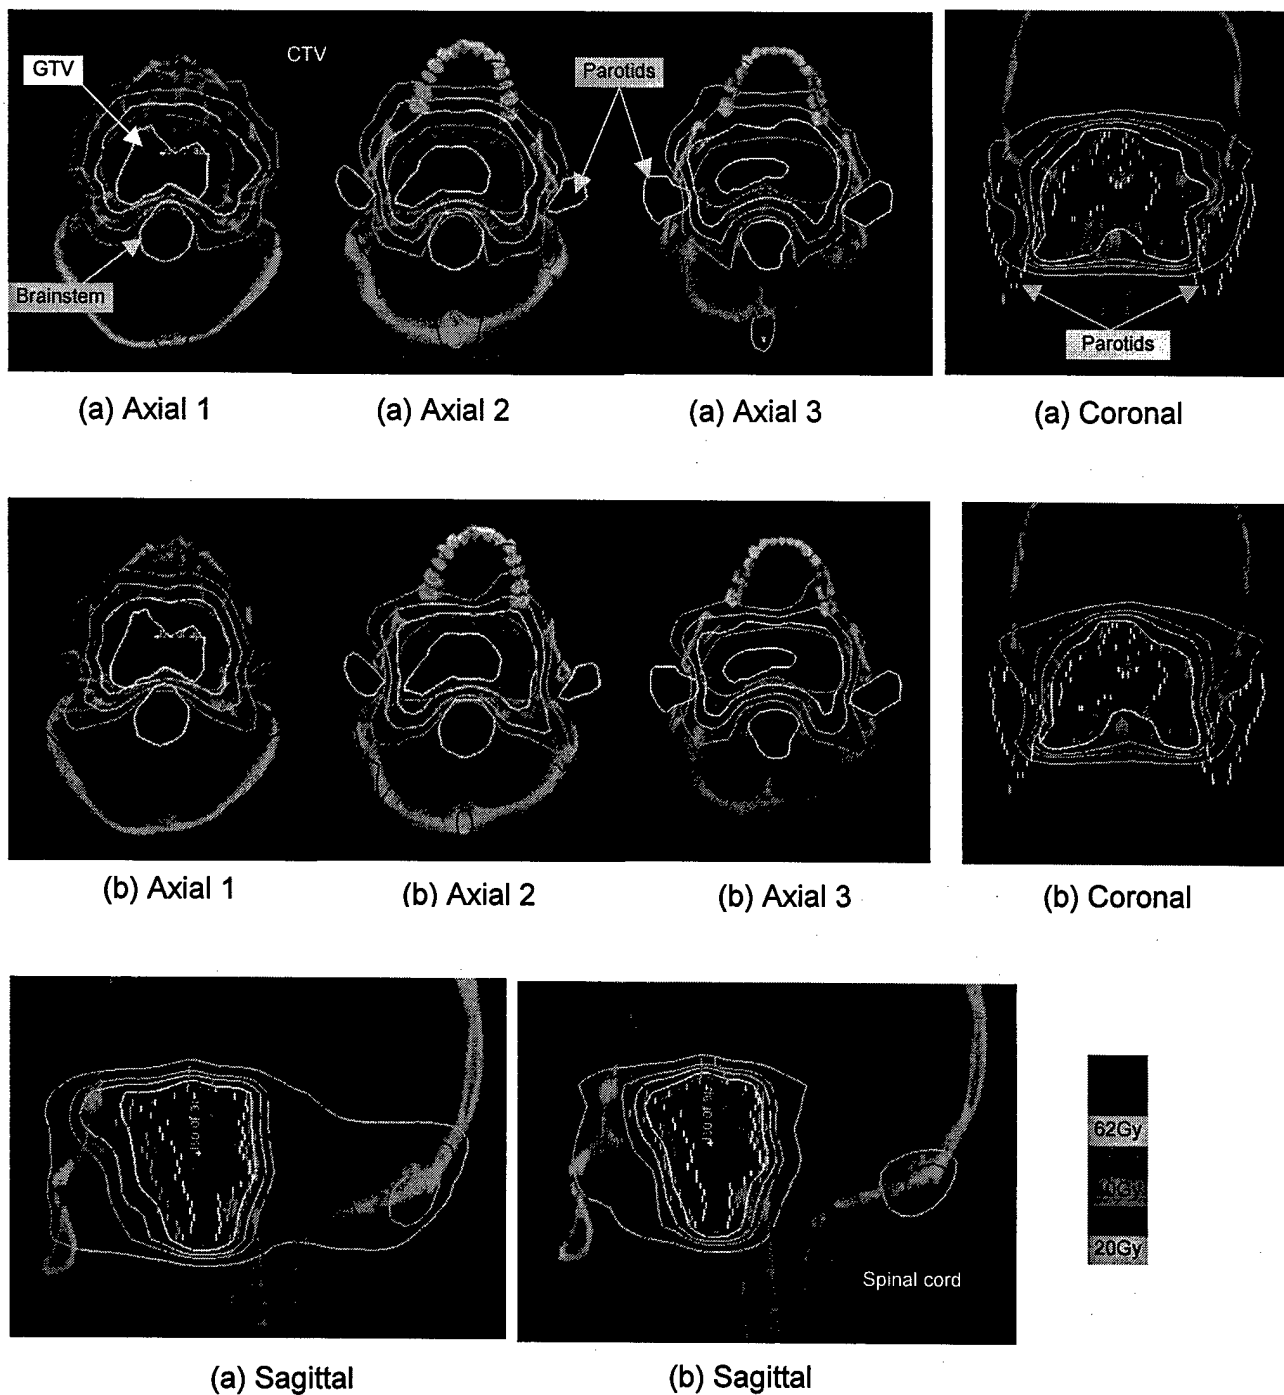 GTV
CTV
Parotids
Brainstem
Parotids
(a) Axial 1
(a) Axial 2
(a) Axial 3
(a) Coronal
(b) Axial 1
(b) Axial 2
(b) Axial 3
(b) Coronal
62Gy
20Gy
Spinal cord
(a) Sagittal
(b) Sagittal